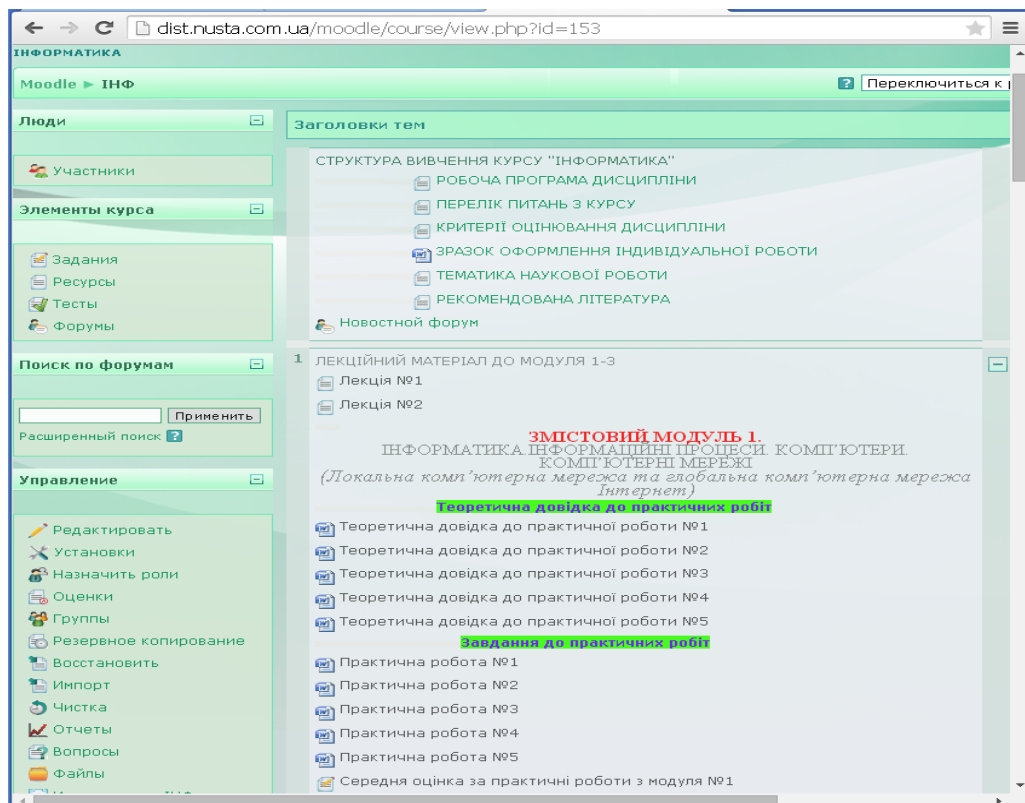 dist.nusta.com.ua/moodle/course/view.php?id=153
ІНФОРМАТИКА
Moodle ► ІНФ
Переключиться к
Люди
Участники
Элементы курса
Задания
Ресурсы
Тесты
Форумы
Поиск по форумам
Применить
Расширенный поиск ?
Управление
Редактировать
Установки
Назначить роли
Оценки
Группы
Резервное копирование
Восстановить
Импорт
Чистка
Отчеты
Вопросы
Файлы
Заголовки тем
СТРУКТУРА ВИВЧЕННЯ КУРСУ "ІНФОРМАТИКА"
РОБОЧА ПРОГРАМА ДИСЦИПЛІНИ
ПЕРЕЛІК ПИТАНЬ З КУРСУ
КРИТЕРІЇ ОЦІНЮВАННЯ ДИСЦИПЛІНИ
ЗРАЗОК ОФОРМЛЕННЯ ІНДИВІДУАЛЬНОЇ РОБОТИ
ТЕМАТИКА НАУКОВОЇ РОБОТИ
РЕКОМЕНДОВАНА ЛІТЕРАТУРА
Новостной форум
1 ЛЕКЦІЙНИЙ МАТЕРІАЛ ДО МОДУЛЯ 1-3
Лекція №1
Лекція №2
ЗМІСТОВИЙ МОДУЛЬ 1.
ІНФОРМАТИКА.ІНФОРМАЦІЙНІ ПРОЦЕСИ. КОМП'ЮТЕРИ.
КОМП'ЮТЕРНІ МЕРЕЖІ
(Локальна комп'ютерна мережа та глобальна комп'ютерна мережа
Інтернет)
Теоретична довідка до практичних робіт
Теоретична довідка до практичної роботи №1
Теоретична довідка до практичної роботи №2
Теоретична довідка до практичної роботи №3
Теоретична довідка до практичної роботи №4
Теоретична довідка до практичної роботи №5
Завдання до практичних робіт
Практична робота №1
Практична робота №2
Практична робота №3
Практична робота №4
Практична робота №5
Середня оцінка за практичні роботи з модуля №1